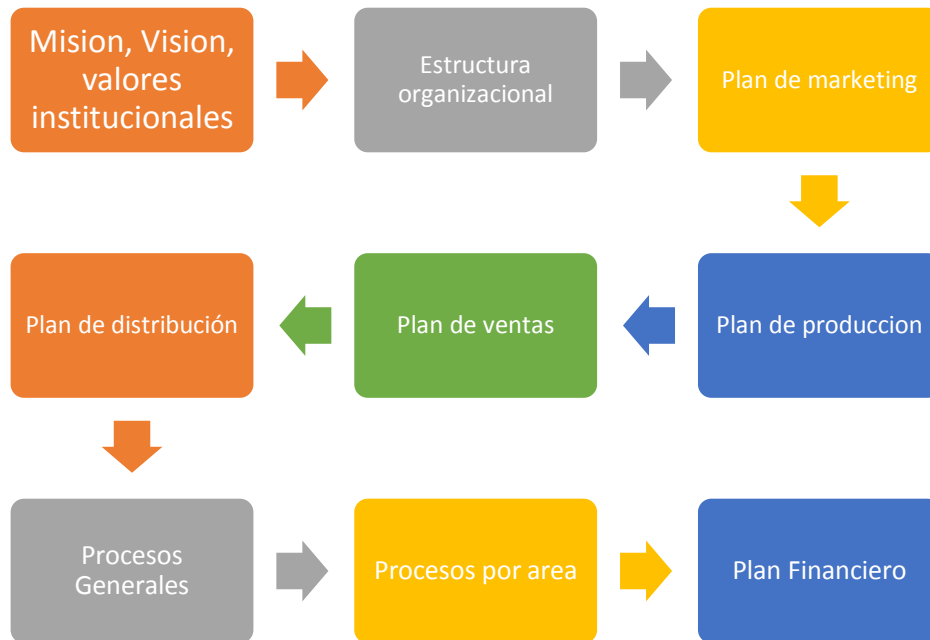 Mision, Vision,
valores
institucionales
Estructura
organizacional
Plan de marketing
Plan de produccion
Plan de ventas
Plan de distribución
Procesos
Generales
Procesos por area
Plan Financiero